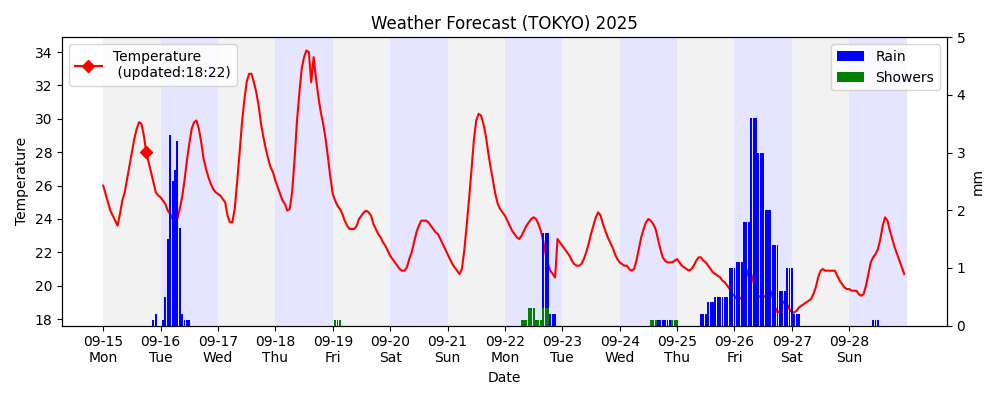 Weather Forecast (TOKYO) 2025
Temperature
(updated:18:22)
Rain
Showers
Temperature
34
32
30
28
26
24
22
20
18
5
4
3
2
1
0
mm
09-15 09-16 09-17 09-18 09-19 09-20 09-21 09-22 09-23 09-24 09-25 09-26 09-27 09-28
Mon Tue Wed Thu Fri Sat Sun Mon Tue Wed Thu Fri Sat Sun
Date